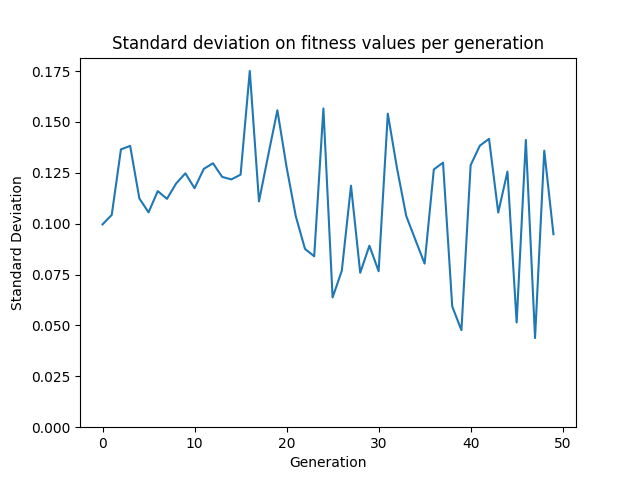 Standard deviation on fitness values per generation
0.175
0.150
0.125
0.100
0.075
0.050
0.025
0.000
Standard Deviation
0 10 20 30 40 50
Generation